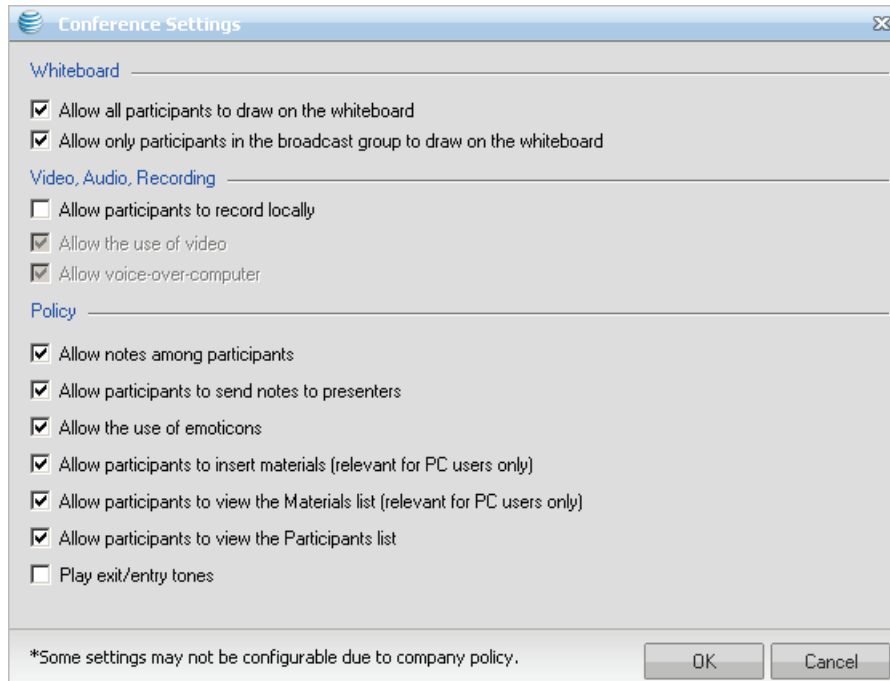 Conference Settings
Whiteboard
Allow all participants to draw on the whiteboard
Allow only participants in the broadcast group to draw on the whiteboard
Video, Audio, Recording
Allow participants to record locally
Allow the use of video
Allow voice-over-computer
Policy
Allow notes among participants
Allow participants to send notes to presenters
Allow the use of emoticons
Allow participants to insert materials (relevant for PC users only)
Allow participants to view the Materials list (relevant for PC users only)
Allow participants to view the Participants list
Play exit/entry tones
*Some settings may not be configurable due to company policy.
OK Cancel